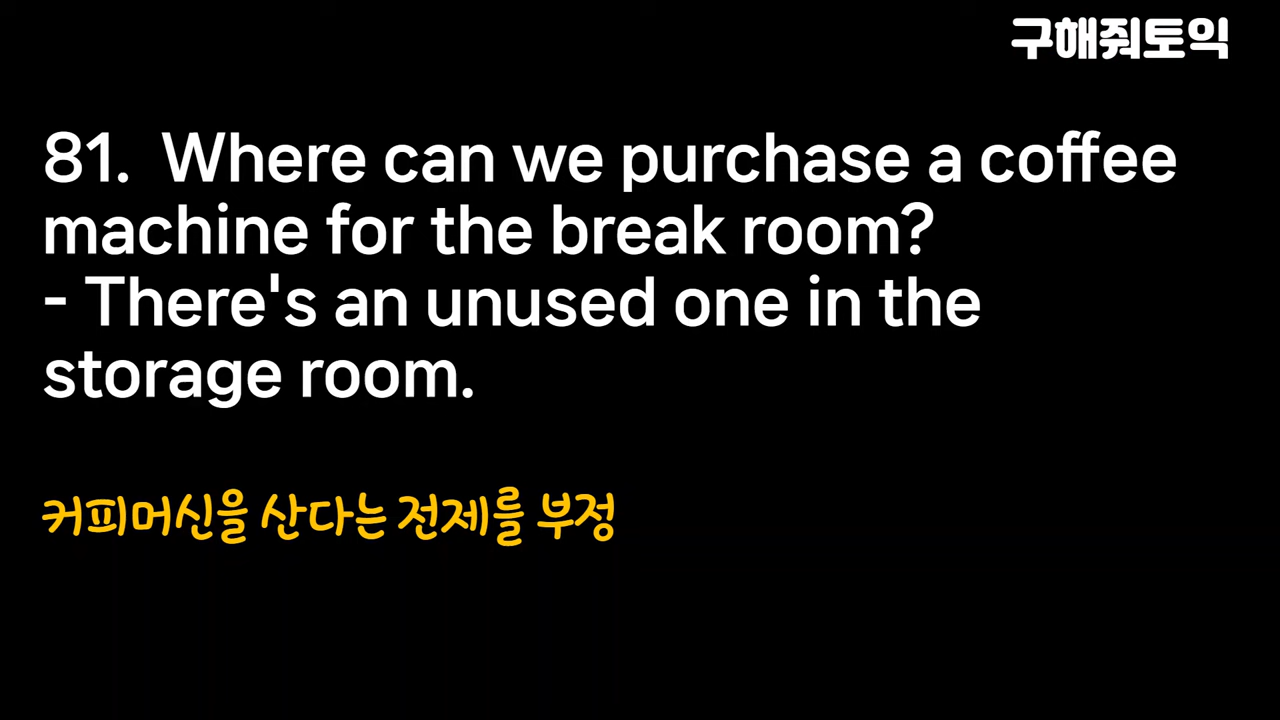 구해줘토익
81.  Where can we purchase a coffee
machine for the break room?
- There's an unused one in the
storage room.
커피머신을 산다는 전제를 부정